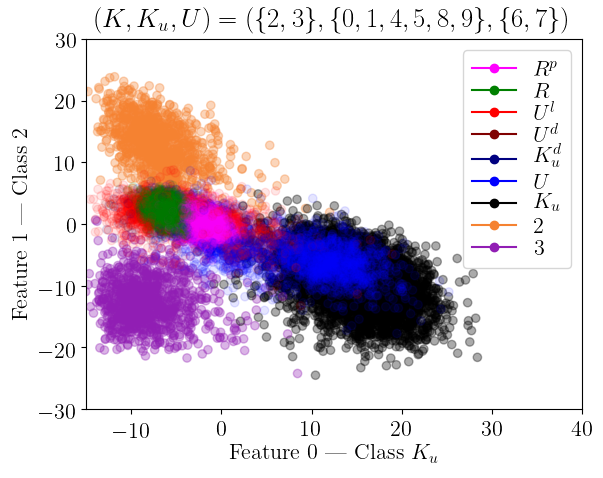 (K, K_u, U) = ({2, 3}, {0, 1, 4, 5, 8, 9}, {6, 7})
30
20
10
0
−10
−20
−30
Feature 1 — Class 2
R^p
R
U^l
U^d
K_u^d
U
K_u
2
3
−10
0
10
20
30
40
Feature 0 — Class K_u